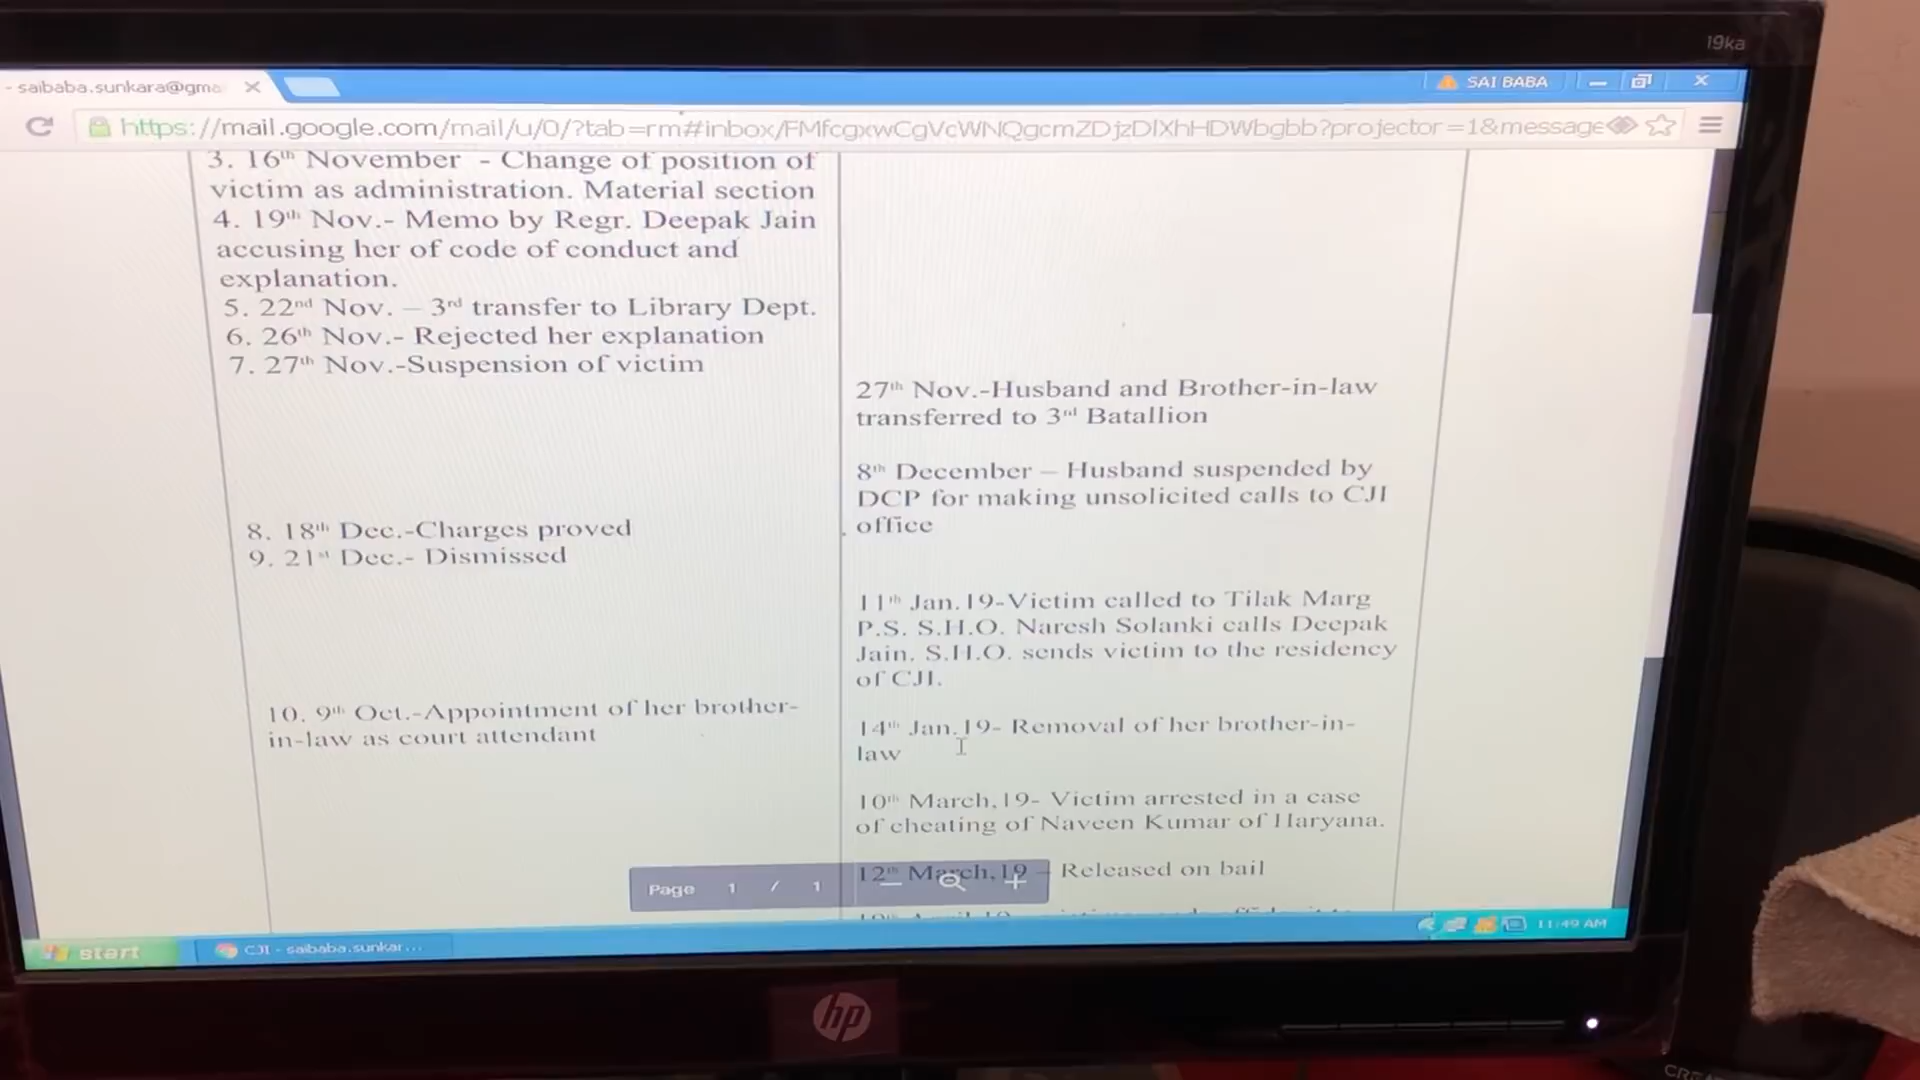 i9ka
- saibaba.sunkara@gma
SAI BABA
https://mail.google.com/mail/u/0/?tab=rm#inbox/FMfcgxwCgVcWNQgcmZDjzDlXhHDWbgbb?projector=1&message
3. 16th November - Change of position of
victim as administration. Material section
4. 19th Nov.- Memo by Regr. Deepak Jain
accusing her of code of conduct and
explanation.
5. 22nd Nov. – 3rd transfer to Library Dept.
6. 26th Nov.- Rejected her explanation
7. 27th Nov.-Suspension of victim
8. 18th Dec.-Charges proved
9. 21st Dec.- Dismissed
10. 9th Oct.-Appointment of her brother-
in-law as court attendant
27th Nov.-Husband and Brother-in-law
transferred to 3rd Batallion
8th December – Husband suspended by
DCP for making unsolicited calls to CJI
office
11th Jan.19-Victim called to Tilak Marg
P.S. S.H.O. Naresh Solanki calls Deepak
Jain. S.H.O. sends victim to the residency
of CJI.
14th Jan.19- Removal of her brother-in-
law
10th March,19- Victim arrested in a case
of cheating of Naveen Kumar of Haryana.
12th March,19 – Released on bail
Page 1 / 1
start
CJI - saibaba.sunkar...
11:49 AM
hp